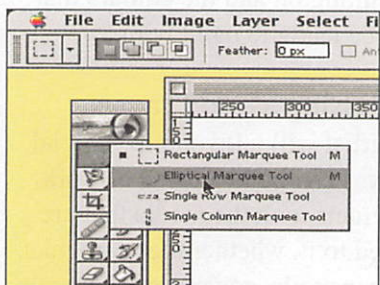 File Edit Image Layer Select Fi
Feather: 0 px An
250 300 350
Rectangular Marquee Tool M
Elliptical Marquee Tool M
Single Row Marquee Tool
Single Column Marquee Tool